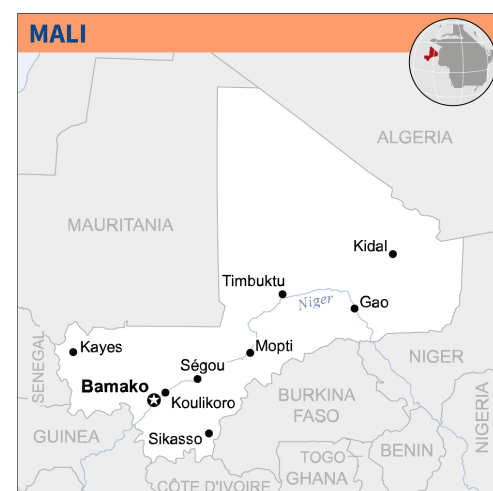 MALI
ALGERIA
MAURITANIA
Kidal
Timbuktu
Niger
Gao
Kayes
Mopti
SENEGAL
Ségou
NIGER
Bamako
Koulikoro
BURKINA
FASO
NIGERIA
GUINEA
Sikasso
BENIN
TOGO
GHANA
CÔTE D'IVOIRE